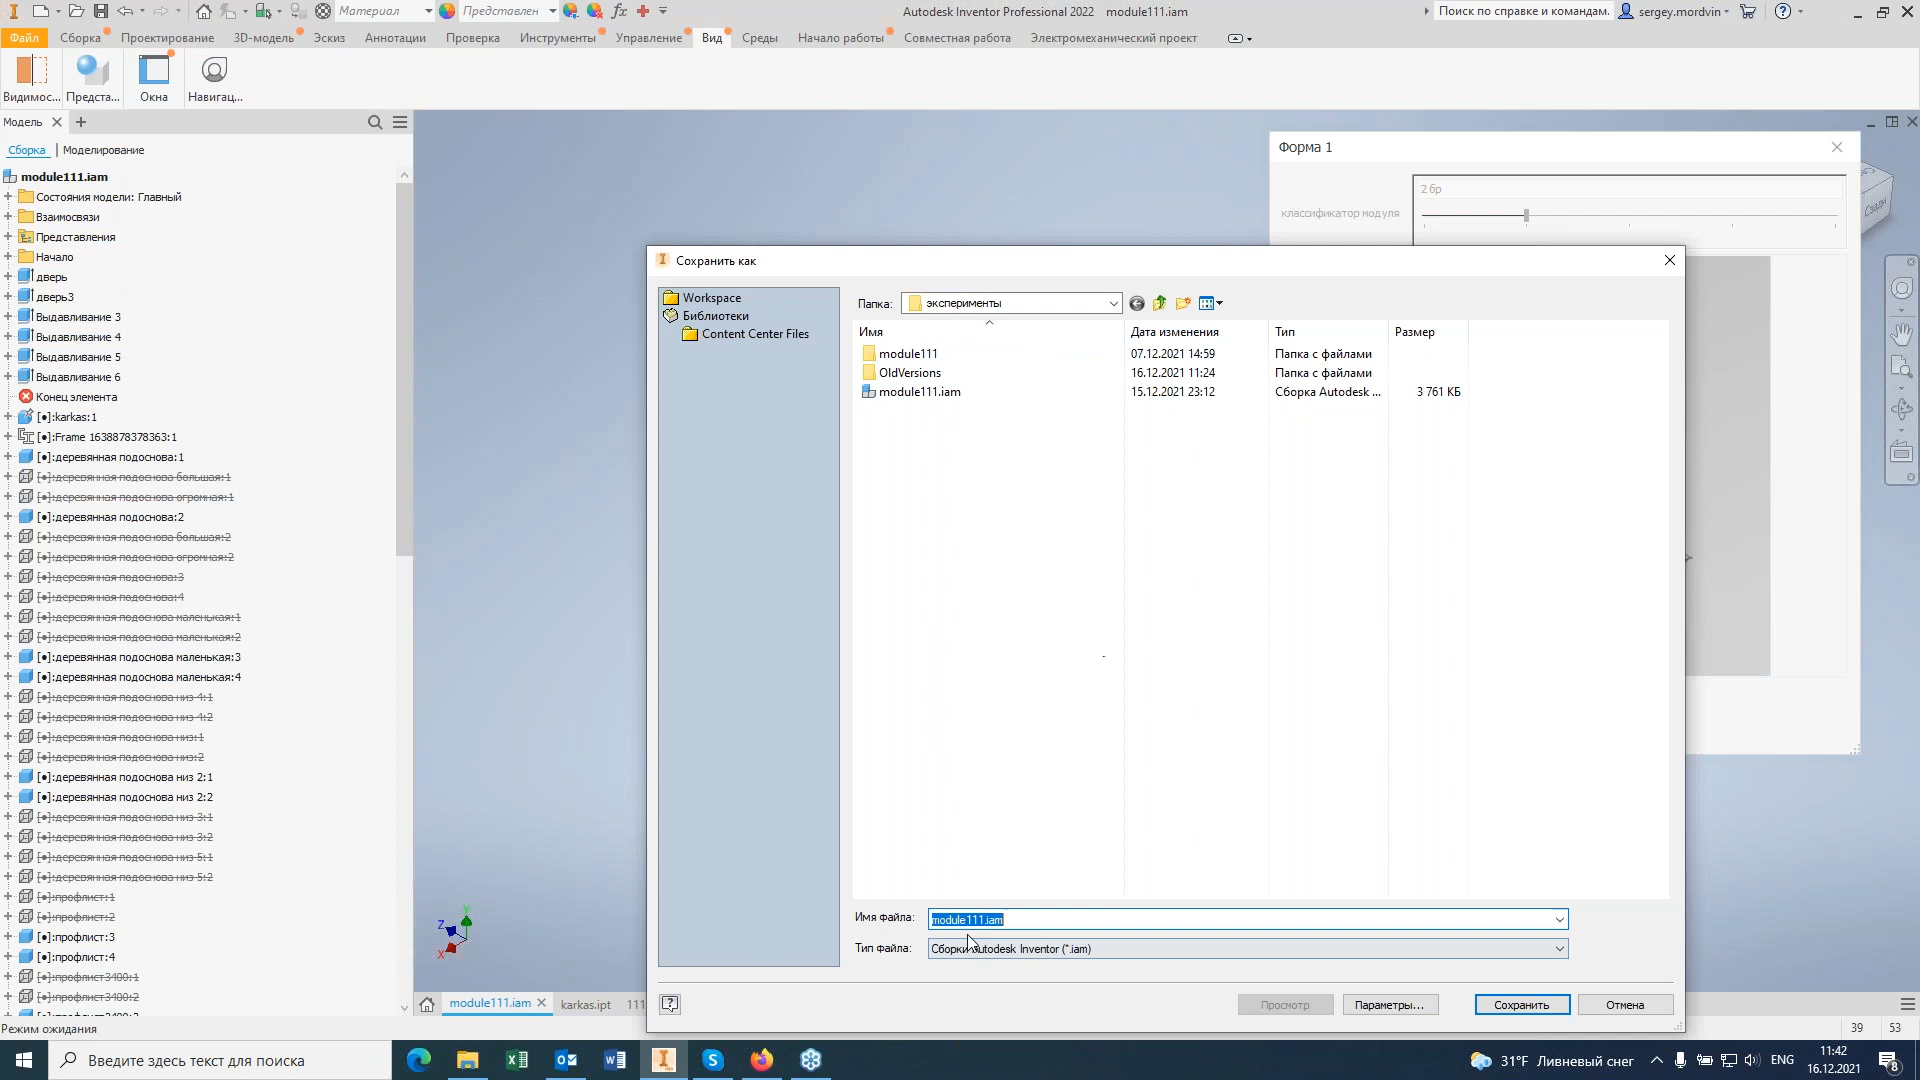 Материал
Представлен
Autodesk Inventor Professional 2022 module111.iam
Поиск по справке и командам.
sergey.mordvin
Файл
Сборка
Проектирование
3D-модель
Эскиз
Аннотации
Проверка
Инструменты
Управление
Вид
Среды
Начало работы
Совместная работа
Электромеханический проект
Видимос...
Предста...
Окна
Навигац...
Модель
Сборка | Моделирование
module111.iam
Состояния модели: Главный
Взаимосвязи
Представления
Начало
дверь
дверь3
Выдавливание 3
Выдавливание 4
Выдавливание 5
Выдавливание 6
Конец элемента
[●]:karkas:1
[●]:Frame 1638878378363:1
[●]:деревянная подоснова:1
[●]:деревянная подоснова большая:1
[●]:деревянная подоснова огромная:1
[●]:деревянная подоснова:2
[●]:деревянная подоснова большая:2
[●]:деревянная подоснова огромная:2
[●]:деревянная подоснова:3
[●]:деревянная подоснова:4
[●]:деревянная подоснова маленькая:1
[●]:деревянная подоснова маленькая:2
[●]:деревянная подоснова маленькая:3
[●]:деревянная подоснова маленькая:4
[●]:деревянная подоснова низ 4:1
[●]:деревянная подоснова низ 4:2
[●]:деревянная подоснова низ:1
[●]:деревянная подоснова низ:2
[●]:деревянная подоснова низ 2:1
[●]:деревянная подоснова низ 2:2
[●]:деревянная подоснова низ 3:1
[●]:деревянная подоснова низ 3:2
[●]:деревянная подоснова низ 5:1
[●]:деревянная подоснова низ 5:2
[●]:профлист:1
[●]:профлист:2
[●]:профлист:3
[●]:профлист:4
[●]:профлист3400:1
[●]:профлист3400:2
Режим ожидания
Форма 1
2 бр
классификатор модуля
Сзади
Сохранить как
Workspace
Библиотеки
Content Center Files
Папка: эксперименты
Имя Дата изменения Тип Размер
module111 07.12.2021 14:59 Папка с файлами
OldVersions 16.12.2021 11:24 Папка с файлами
module111.iam 15.12.2021 23:12 Сборка Autodesk ... 3 761 КБ
Имя файла: module111.iam
Тип файла: Сборки Autodesk Inventor (*.iam)
Просмотр
Параметры...
Сохранить
Отмена
Z
Y
X
module111.iam
karkas.ipt
111
39 53
Введите здесь текст для поиска
31°F Ливневый снег
ENG
11:42
16.12.2021
8